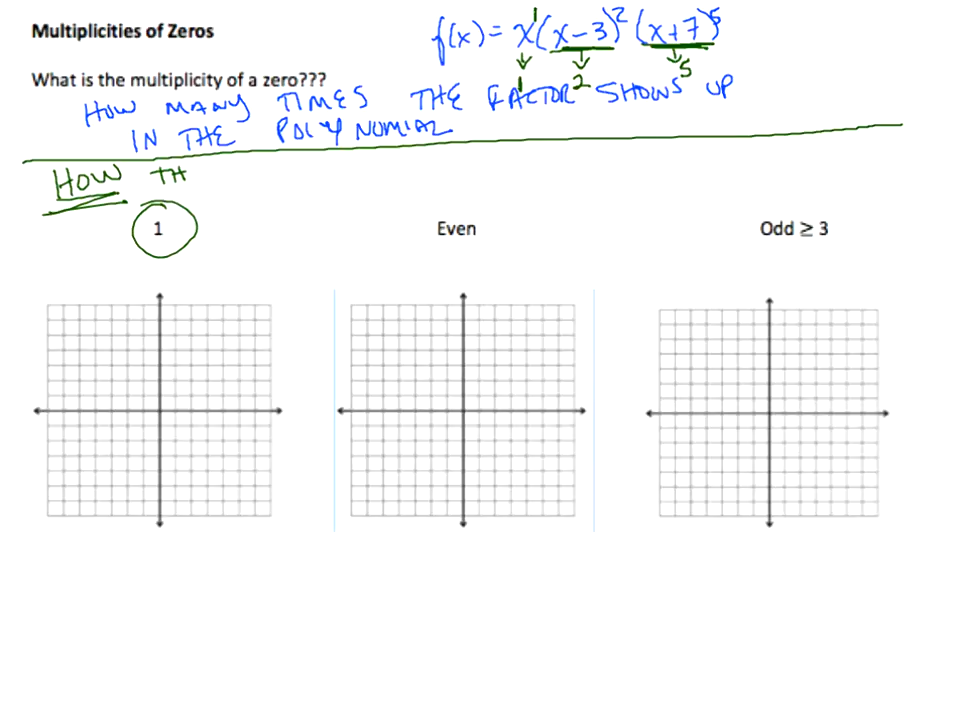 Multiplicities of Zeros
f(x) = x¹(x-3)²(x+7)⁵
1 2 5
What is the multiplicity of a zero???
HOW MANY TIMES THE FACTOR SHOWS UP
IN THE POLYNOMIAL
HOW TH
1 Even Odd ≥ 3